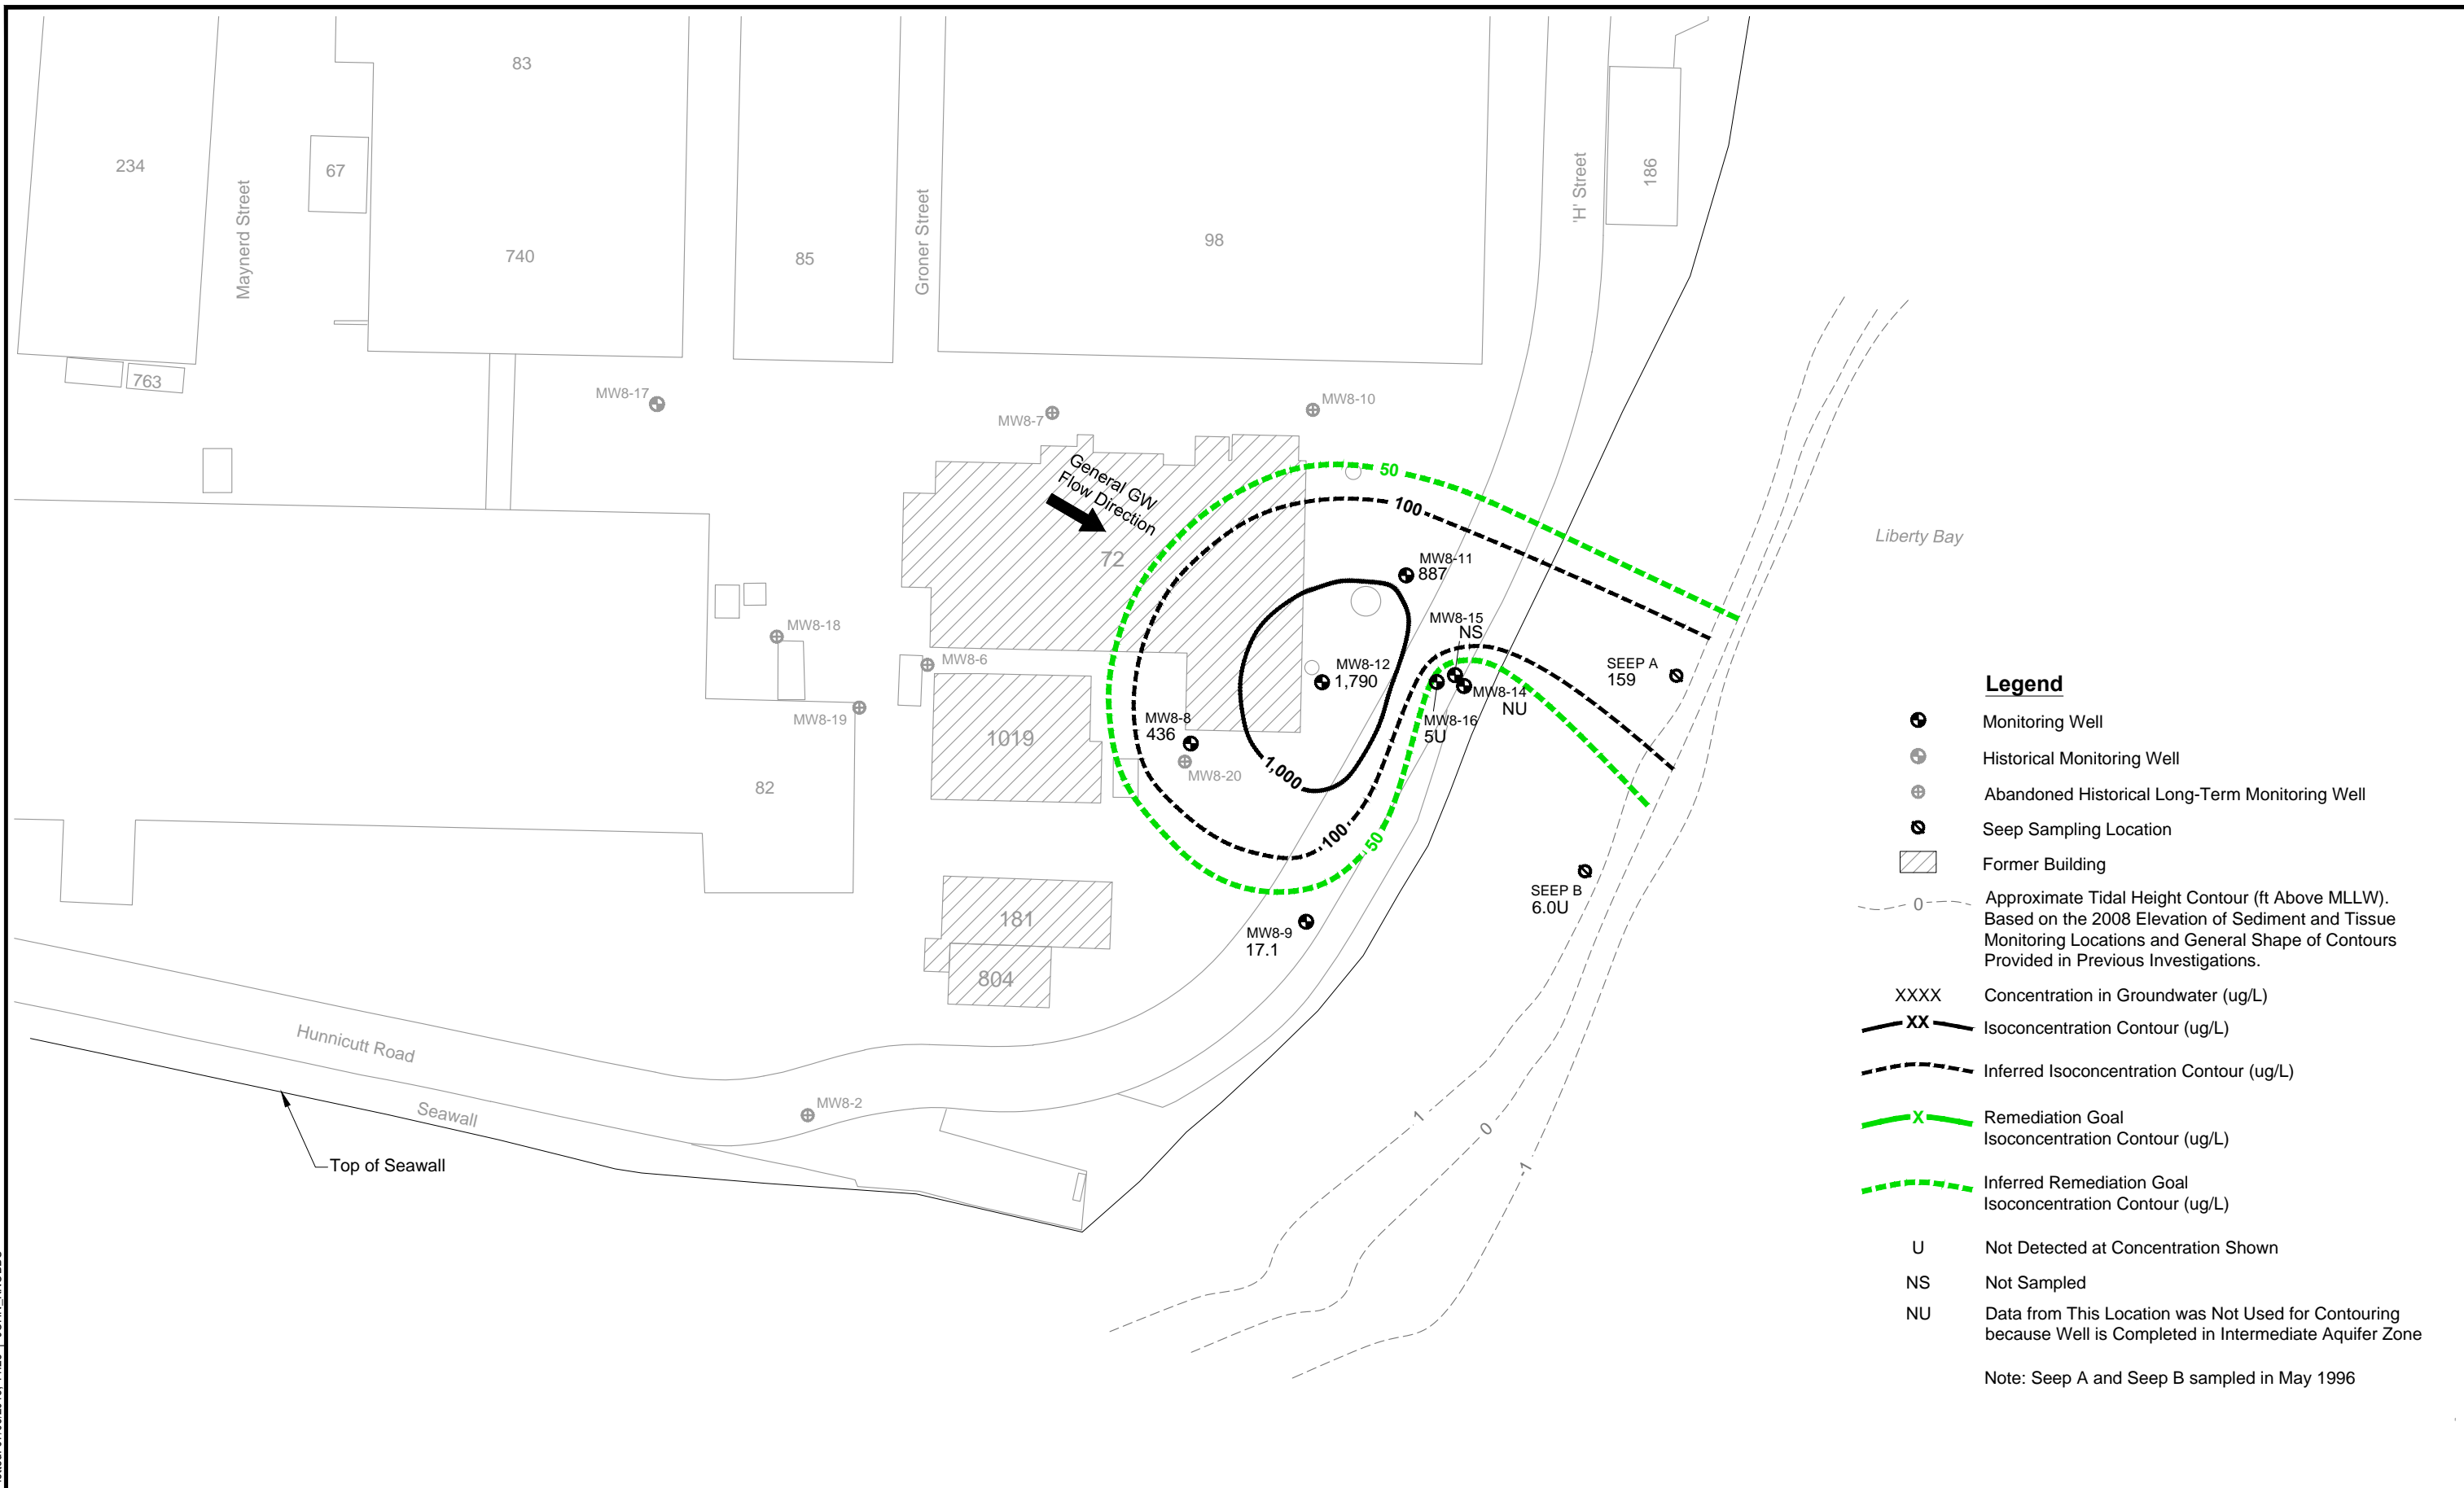 83
234
67
Maynerd Street
740
85
Groner Street
98
'H' Street
186
763
MW8-17
MW8-7
MW8-10
General GW
Flow Direction
72
50
100
Liberty Bay
MW8-11
887
MW8-15
NS
MW8-18
MW8-6
MW8-12
1,790
SEEP A
159
MW8-14
NU
MW8-19
MW8-8
436
MW8-16
5U
1019
MW8-20
1,000
82
100
50
SEEP B
6.0U
181
MW8-9
17.1
804
Hunnicutt Road
Seawall
MW8-2
Top of Seawall
1
0
-1
Legend
Monitoring Well
Historical Monitoring Well
Abandoned Historical Long-Term Monitoring Well
Seep Sampling Location
Former Building
0
Approximate Tidal Height Contour (ft Above MLLW).
Based on the 2008 Elevation of Sediment and Tissue
Monitoring Locations and General Shape of Contours
Provided in Previous Investigations.
XXXX Concentration in Groundwater (ug/L)
XX Isoconcentration Contour (ug/L)
Inferred Isoconcentration Contour (ug/L)
X Remediation Goal
Isoconcentration Contour (ug/L)
Inferred Remediation Goal
Isoconcentration Contour (ug/L)
U Not Detected at Concentration Shown
NS Not Sampled
NU Data from This Location was Not Used for Contouring
because Well is Completed in Intermediate Aquifer Zone
Note: Seep A and Seep B sampled in May 1996